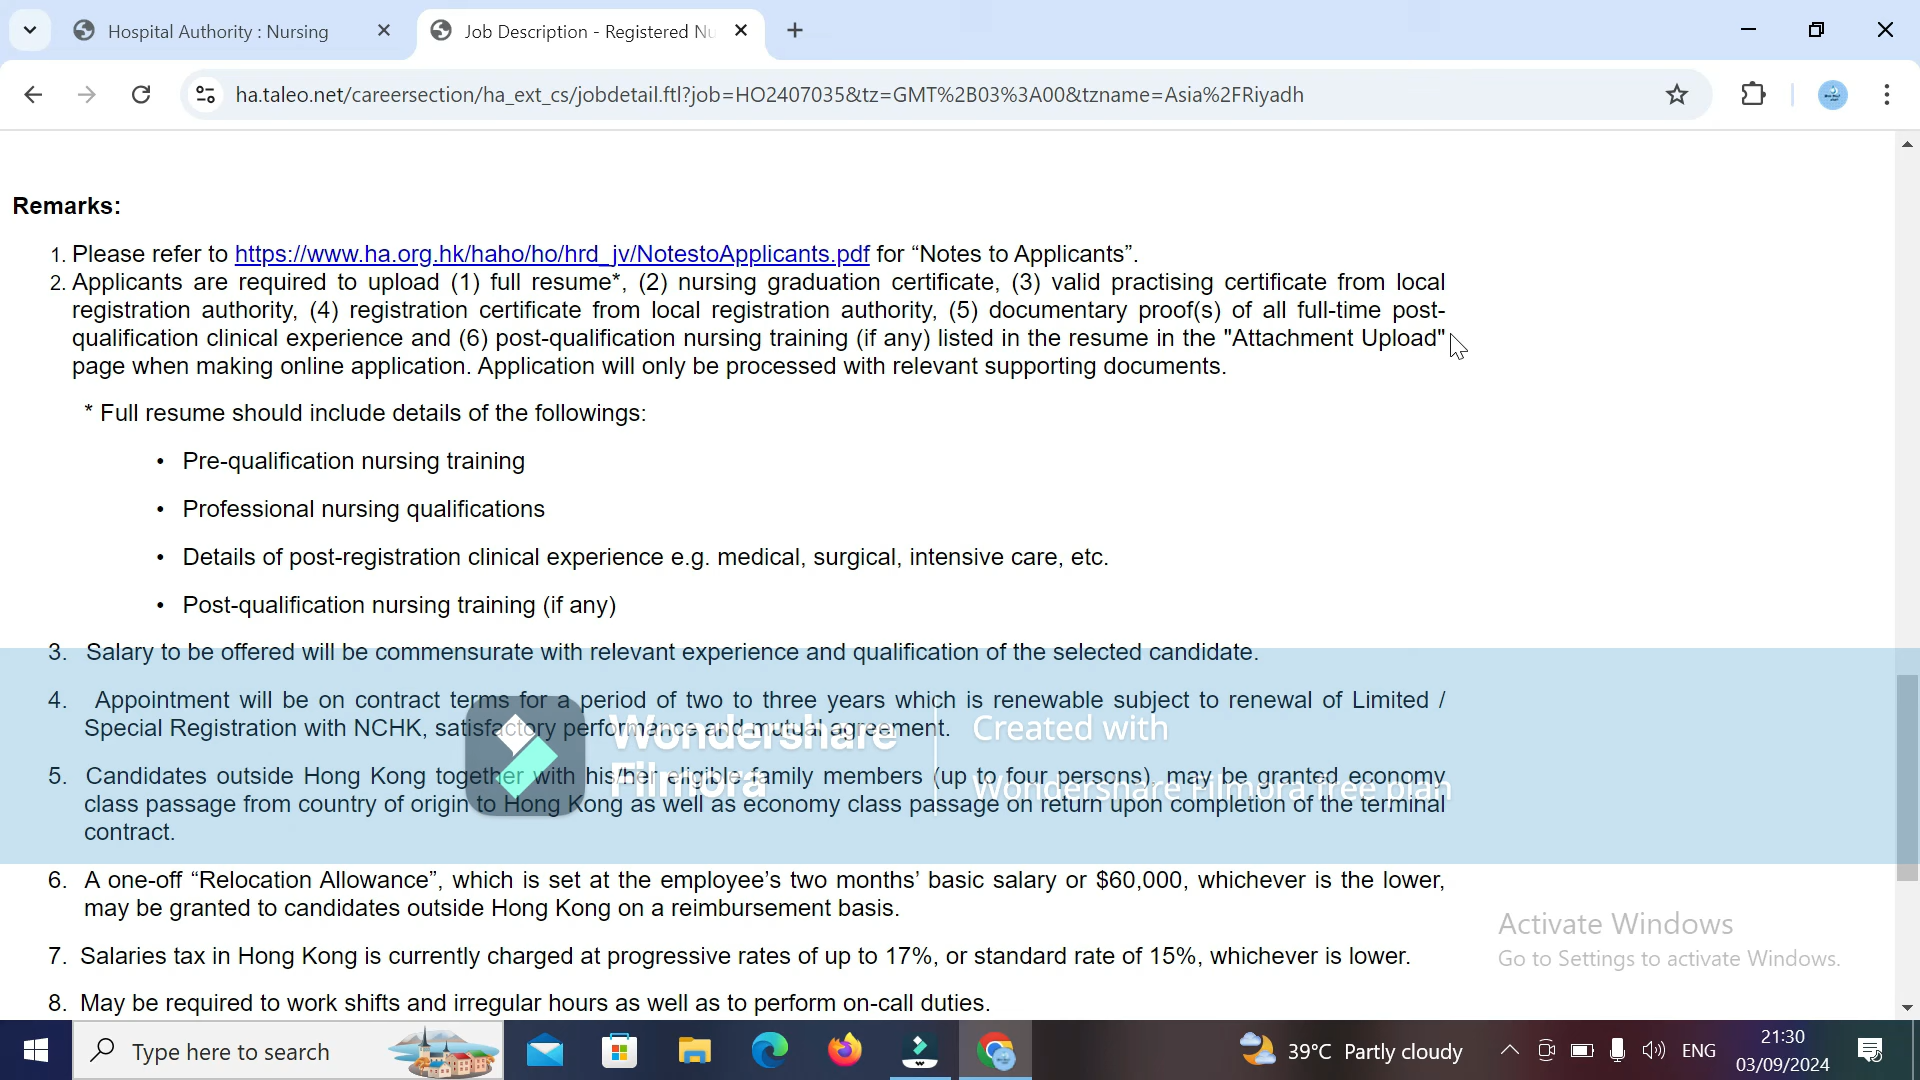 Hospital Authority : Nursing
Job Description - Registered Nu
ha.taleo.net/careersection/ha_ext_cs/jobdetail.ftl?job=HO2407035&tz=GMT%2B03%3A00&tzname=Asia%2FRiyadh
Remarks:
1. Please refer to https://www.ha.org.hk/haho/ho/hrd_jv/NotestoApplicants.pdf for “Notes to Applicants”.
2. Applicants are required to upload (1) full resume*, (2) nursing graduation certificate, (3) valid practising certificate from local
registration authority, (4) registration certificate from local registration authority, (5) documentary proof(s) of all full-time post-
qualification clinical experience and (6) post-qualification nursing training (if any) listed in the resume in the "Attachment Upload"
page when making online application. Application will only be processed with relevant supporting documents.
* Full resume should include details of the followings:
• Pre-qualification nursing training
• Professional nursing qualifications
• Details of post-registration clinical experience e.g. medical, surgical, intensive care, etc.
• Post-qualification nursing training (if any)
3. Salary to be offered will be commensurate with relevant experience and qualification of the selected candidate.
4. Appointment will be on contract terms for a period of two to three years which is renewable subject to renewal of Limited /
Special Registration with NCHK, satisfactory performance and mutual agreement.
Wondershare
Filmora
Created with
Wondershare Filmora free plan
5. Candidates outside Hong Kong together with his/her eligible family members (up to four persons), may be granted economy
class passage from country of origin to Hong Kong as well as economy class passage on return upon completion of the terminal
contract.
6. A one-off “Relocation Allowance”, which is set at the employee’s two months’ basic salary or $60,000, whichever is the lower,
may be granted to candidates outside Hong Kong on a reimbursement basis.
Activate Windows
Go to Settings to activate Windows.
7. Salaries tax in Hong Kong is currently charged at progressive rates of up to 17%, or standard rate of 15%, whichever is lower.
8. May be required to work shifts and irregular hours as well as to perform on-call duties.
Type here to search
39°C Partly cloudy
ENG
21:30
03/09/2024